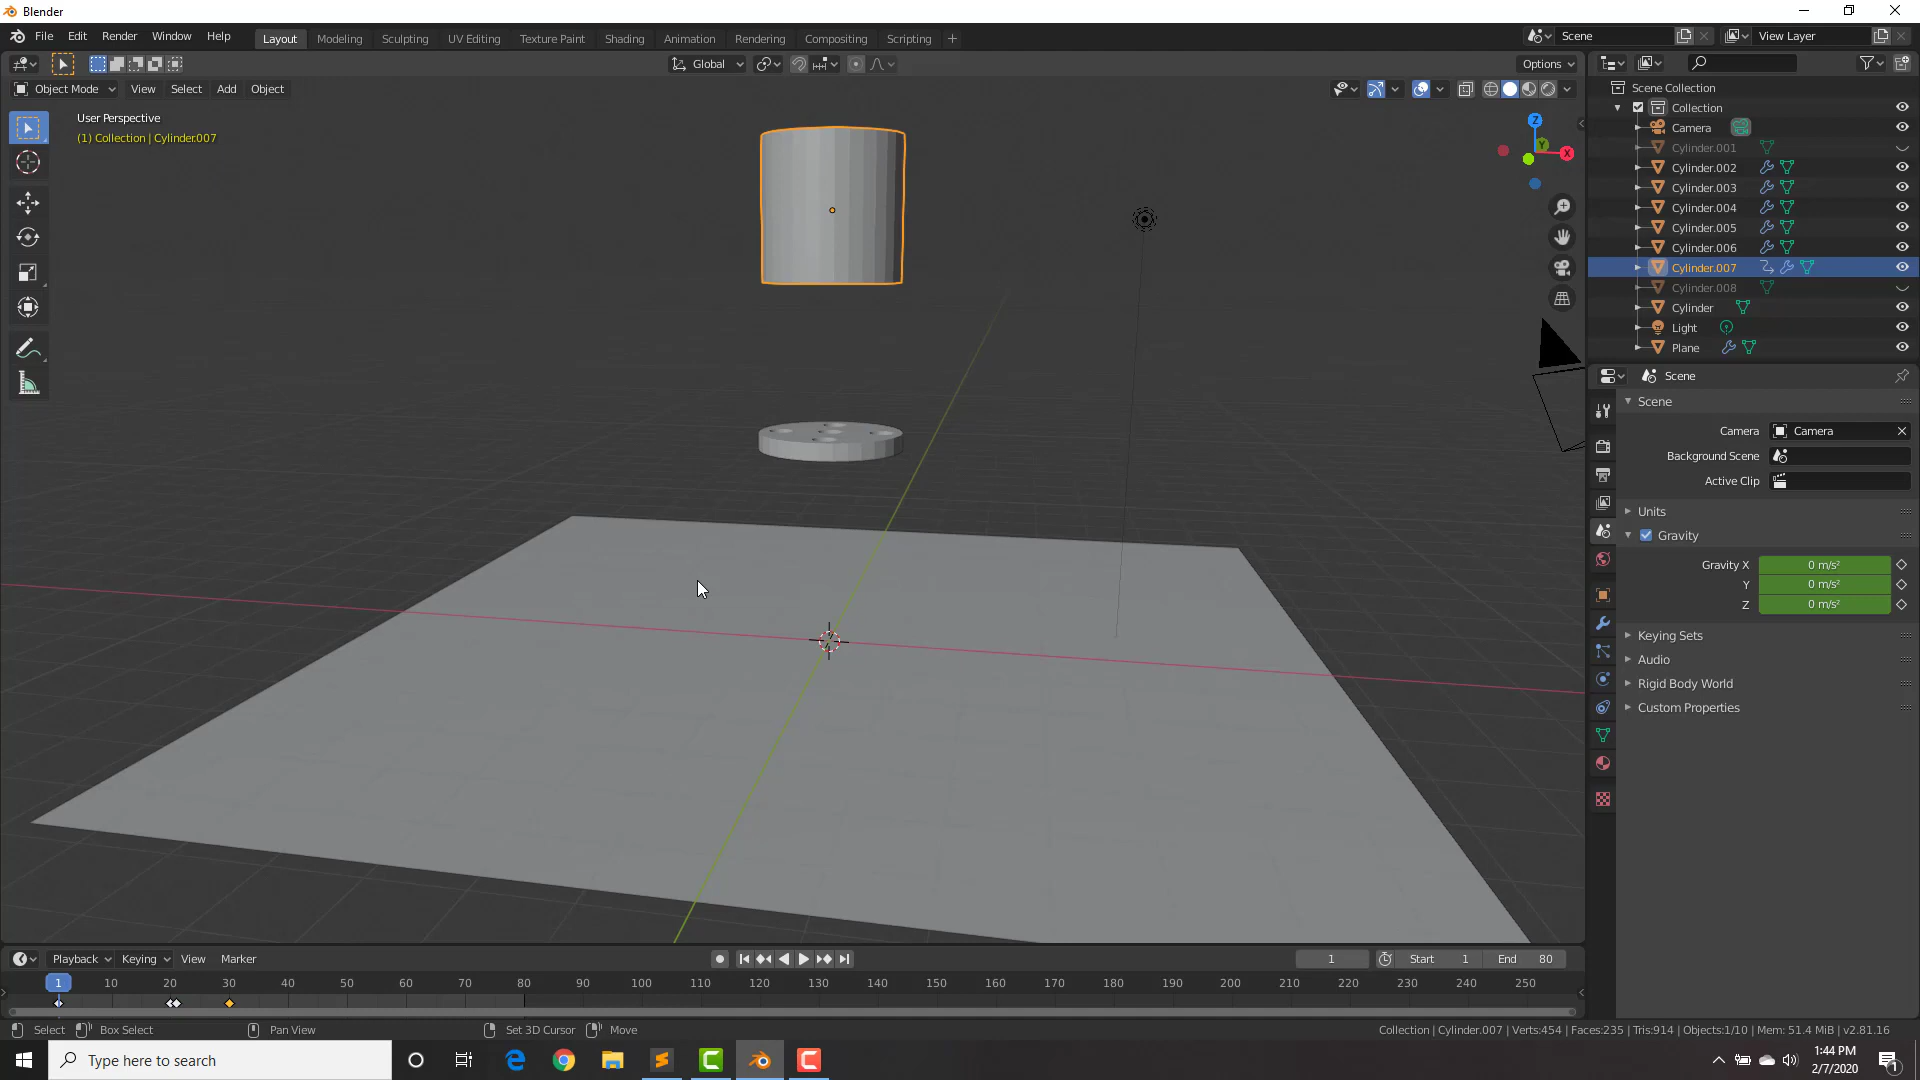 Blender
File Edit Render Window Help
Layout Modeling Sculpting UV Editing Texture Paint Shading Animation Rendering Compositing Scripting +
Scene
View Layer
Global
Options
Object Mode View Select Add Object
User Perspective
(1) Collection | Cylinder.007
Z
Y
X
Scene Collection
Collection
Camera
Cylinder.001
Cylinder.002
Cylinder.003
Cylinder.004
Cylinder.005
Cylinder.006
Cylinder.007
Cylinder.008
Cylinder
Light
Plane
Scene
Scene
Camera Camera
Background Scene
Active Clip
Units
Gravity
Gravity X 0 m/s²
Y 0 m/s²
Z 0 m/s²
Keying Sets
Audio
Rigid Body World
Custom Properties
Playback Keying View Marker
1 Start 1 End 80
1 10 20 30 40 50 60 70 80 90 100 110 120 130 140 150 160 170 180 190 200 210 220 230 240 250
Select Box Select Pan View Set 3D Cursor Move
Collection | Cylinder.007 | Verts:454 | Faces:235 | Tris:914 | Objects:1/10 | Mem: 51.4 MiB | v2.81.16
Type here to search
1:44 PM
2/7/2020
1